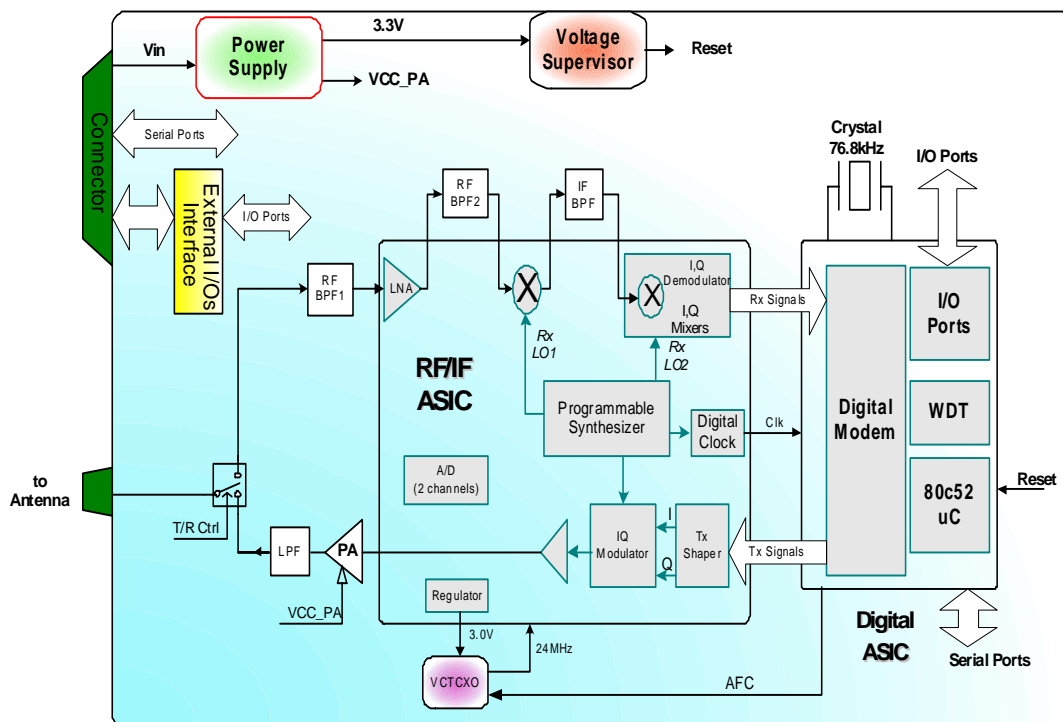 3.3V
Vin
Power
Supply
VCC_PA
Voltage
Supervisor
Reset
Connector
Serial Ports
External I/Os
Interface
I/O Ports
Crystal
76.8kHz
I/O Ports
RF
BPF2
IF
BPF
RF
BPF1
LNA
X
I,Q
Demodulator
X
I,Q
Mixers
Rx Signals
Rx
LO1
Rx
LO2
RF/IF
ASIC
Programmable
Synthesizer
Digital
Clock
Clk
Digital
Modem
I/O
Ports
WDT
80c52
uC
Reset
A/D
(2 channels)
to
Antenna
T/R Ctrl
LPF
PA
VCC_PA
IQ
Modulator
I
Q
Tx
Shaper
Tx Signals
Regulator
3.0V
24MHz
VCTCXO
AFC
Digital
ASIC
Serial Ports